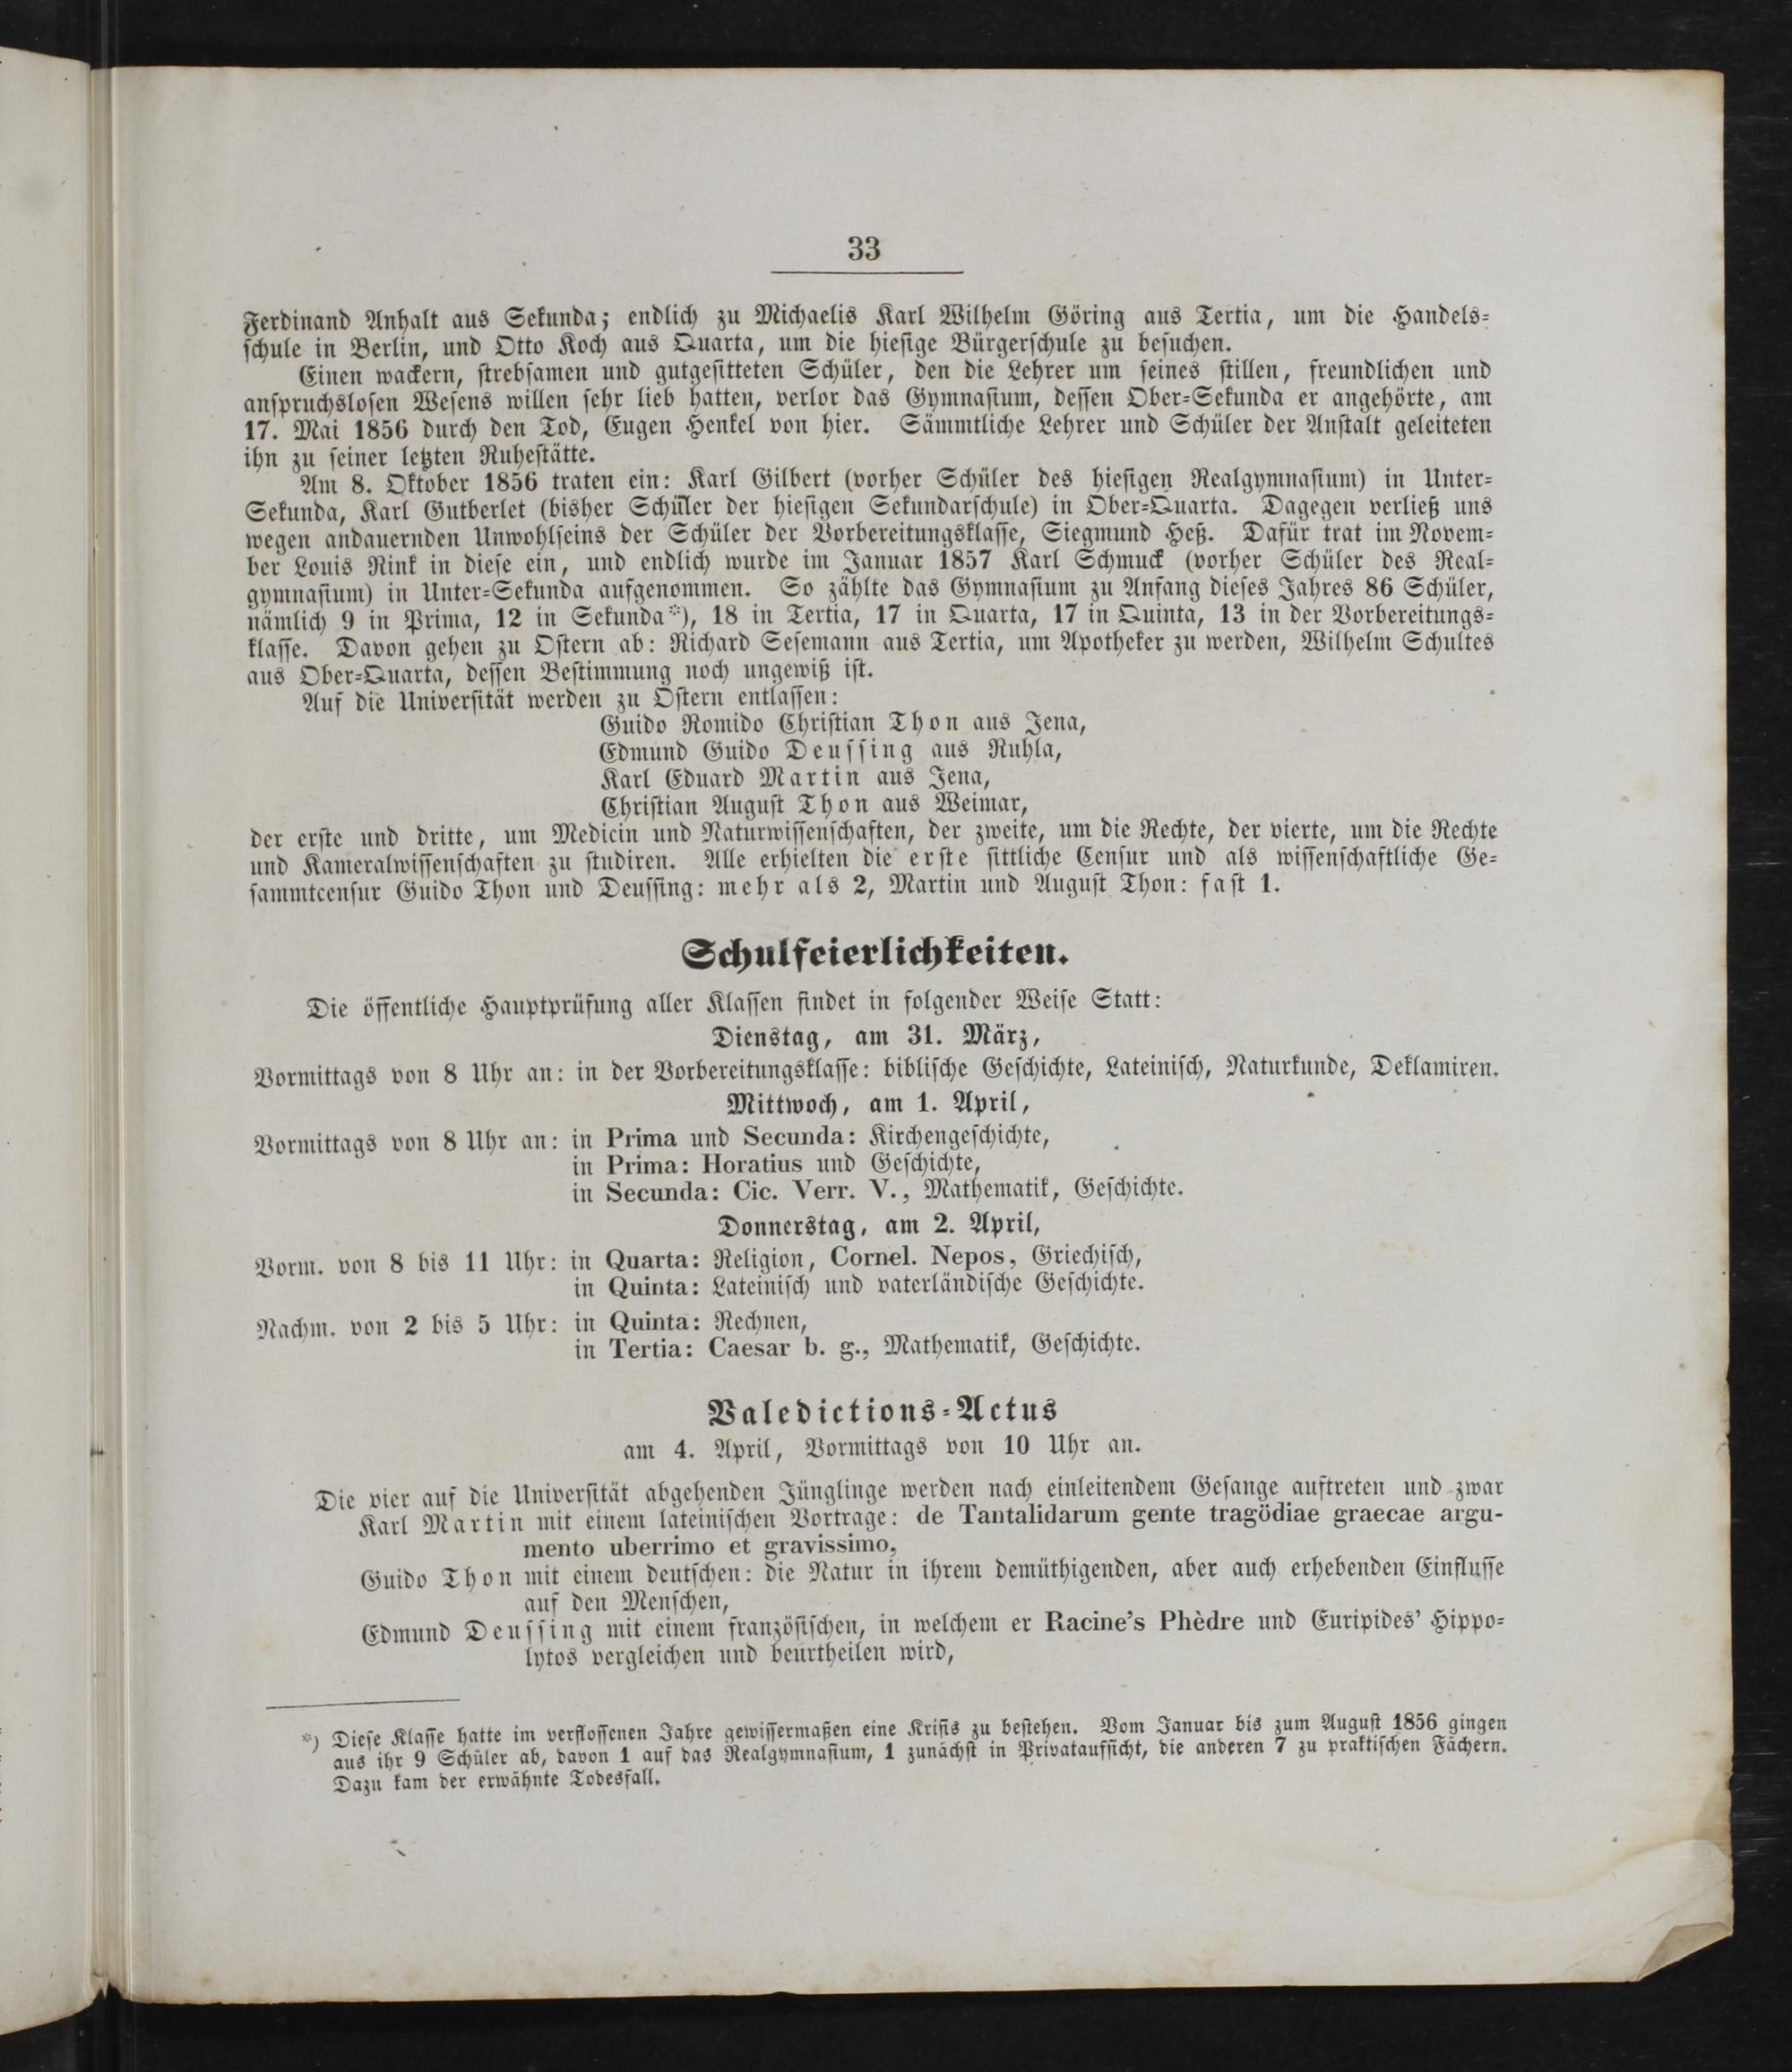 33
Ferdinand Anhalt aus Sekunda; endlich zu Michaelis Karl Wilhelm Göring aus Tertia, um die Handels-
schule in Berlin, und Otto Koch aus Quarta, um die hiesige Bürgerschule zu besuchen.
Einen wackern, strebsamen und gutgesitteten Schüler, den die Lehrer um seines stillen, freundlichen und
anspruchslosen Wesens willen sehr lieb hatten, verlor das Gymnasium, dessen Ober-Sekunda er angehörte, am
17. Mai 1856 durch den Tod, Eugen Henkel von hier. Sämmtliche Lehrer und Schüler der Anstalt geleiteten
ihn zu seiner letzten Ruhestätte.
Am 8. Oktober 1856 traten ein: Karl Gilbert (vorher Schüler des hiesigen Realgymnasium) in Unter-
Sekunda, Karl Gutberlet (bisher Schüler der hiesigen Sekundarschule) in Ober-Quarta. Dagegen verließ uns
wegen andauernden Unwohlseins der Schüler der Vorbereitungsklasse, Siegmund Heß. Dafür trat im Novem-
ber Louis Rink in diese ein, und endlich wurde im Januar 1857 Karl Schmuck (vorher Schüler des Real-
gymnasium) in Unter-Sekunda aufgenommen. So zählte das Gymnasium zu Anfang dieses Jahres 86 Schüler,
nämlich 9 in Prima, 12 in Sekunda*), 18 in Tertia, 17 in Quarta, 17 in Quinta, 13 in der Vorbereitungs-
klasse. Davon gehen zu Ostern ab: Richard Sesemann aus Tertia, um Apotheker zu werden, Wilhelm Schultes
aus Ober-Quarta, dessen Bestimmung noch ungewiß ist.
Auf die Universität werden zu Ostern entlassen:
Guido Romido Christian Thon aus Jena,
Edmund Guido Deussing aus Ruhla,
Karl Eduard Martin aus Jena,
Christian August Thon aus Weimar,
der erste und dritte, um Medicin und Naturwissenschaften, der zweite, um die Rechte, der vierte, um die Rechte
und Kameralwissenschaften zu studiren. Alle erhielten die erste sittliche Censur und als wissenschaftliche Ge-
sammtcensur Guido Thon und Deussing: mehr als 2, Martin und August Thon: fast 1.
Schulfeierlichkeiten.
Die öffentliche Hauptprüfung aller Klassen findet in folgender Weise Statt:
Dienstag, am 31. März,
Vormittags von 8 Uhr an: in der Vorbereitungsklasse: biblische Geschichte, Lateinisch, Naturkunde, Deklamiren.
Mittwoch, am 1. April,
Vormittags von 8 Uhr an: in Prima und Secunda: Kirchengeschichte,
in Prima: Horatius und Geschichte,
in Secunda: Cic. Verr. V., Mathematik, Geschichte.
Donnerstag, am 2. April,
Vorm. von 8 bis 11 Uhr: in Quarta: Religion, Cornel. Nepos, Griechisch,
in Quinta: Lateinisch und vaterländische Geschichte.
Nachm. von 2 bis 5 Uhr: in Quinta: Rechnen,
in Tertia: Caesar b. g., Mathematik, Geschichte.
Valedictions-Actus
am 4. April, Vormittags von 10 Uhr an.
Die vier auf die Universität abgehenden Jünglinge werden nach einleitendem Gesange auftreten und zwar
Karl Martin mit einem lateinischen Vortrage: de Tantalidarum gente tragödiae graecae argu-
mento uberrimo et gravissimo,
Guido Thon mit einem deutschen: die Natur in ihrem demüthigenden, aber auch erhebenden Einflusse
auf den Menschen,
Edmund Deussing mit einem französischen, in welchem er Racine's Phèdre und Euripides' Hippo-
lytos vergleichen und beurtheilen wird,
*) Diese Klasse hatte im verflossenen Jahre gewissermaßen eine Krisis zu bestehen. Vom Januar bis zum August 1856 gingen
aus ihr 9 Schüler ab, davon 1 auf das Realgymnasium, 1 zunächst in Privataufsicht, die anderen 7 zu praktischen Fächern.
Dazu kam der erwähnte Todesfall.